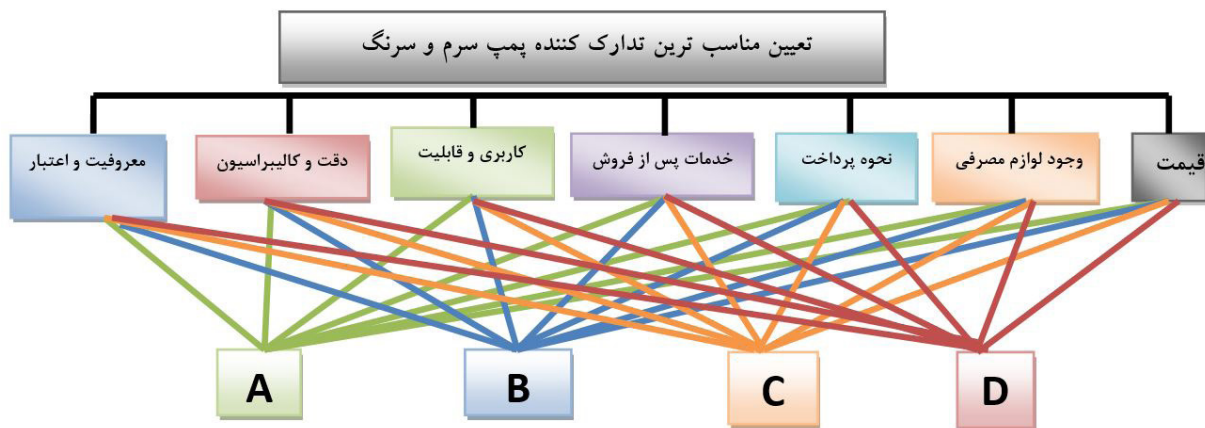 تعیین مناسب ترین تدارک کننده پمپ سرم و سرنگ
قیمت
وجود لوازم مصرفی
نحوه پرداخت
خدمات پس از فروش
کاربری و قابلیت
دقت و کالیبراسیون
معروفیت و اعتبار
A
B
C
D